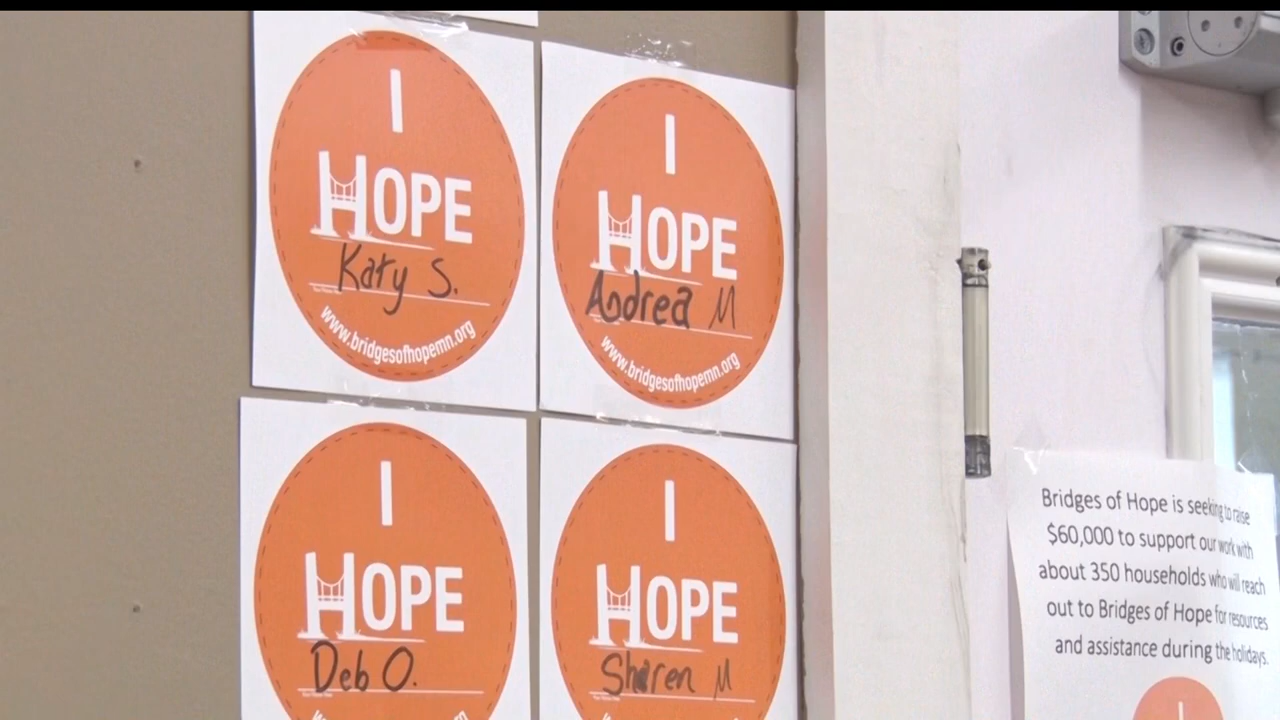 I
HOPE
Katy S.
www.bridgesofhopemn.org
I
HOPE
Andrea M
www.bridgesofhopemn.org
I
HOPE
Deb O.
I
HOPE
Sharen M
Bridges of Hope is seeking to raise
$60,000 to support our work with
about 350 households who will reach
out to Bridges of Hope for resources
and assistance during the holidays.
I